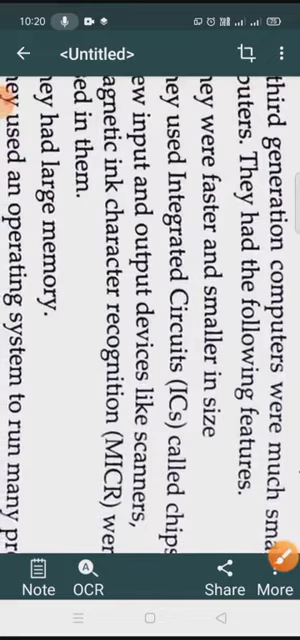 10:20
<Untitled>
third generation computers were much sma
puters. They had the following features.
hey were faster and smaller in size
hey used Integrated Circuits (ICs) called chips
ew input and output devices like scanners,
agnetic ink character recognition (MICR) wer
ed in them.
hey had large memory.
hey used an operating system to run many pr
Note
OCR
Share
More